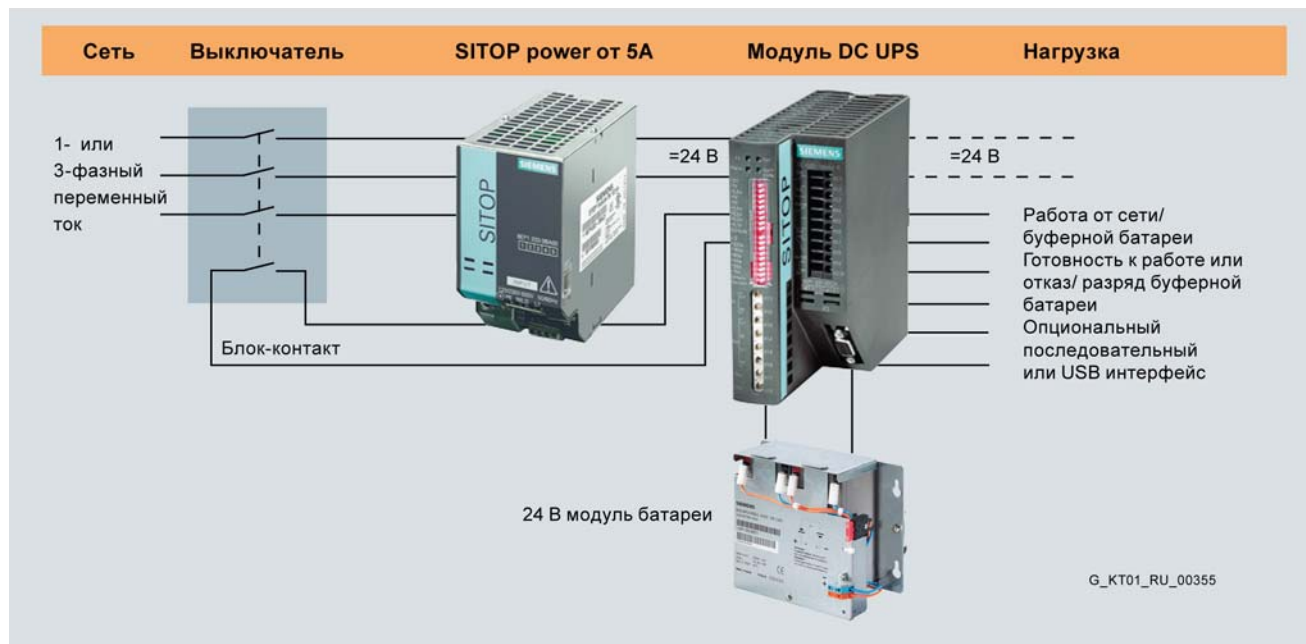 Сеть Выключатель SITOP power от 5А Модуль DC UPS Нагрузка
1- или
3-фазный
переменный
ток
Блок-контакт
SIEMENS
SITOP
=24 В
SIEMENS
SITOP
=24 В
Работа от сети/
буферной батареи
Готовность к работе или
отказ/ разряд буферной
батареи
Опциональный
последовательный
или USB интерфейс
24 В модуль батареи
SIEMENS
G_KT01_RU_00355